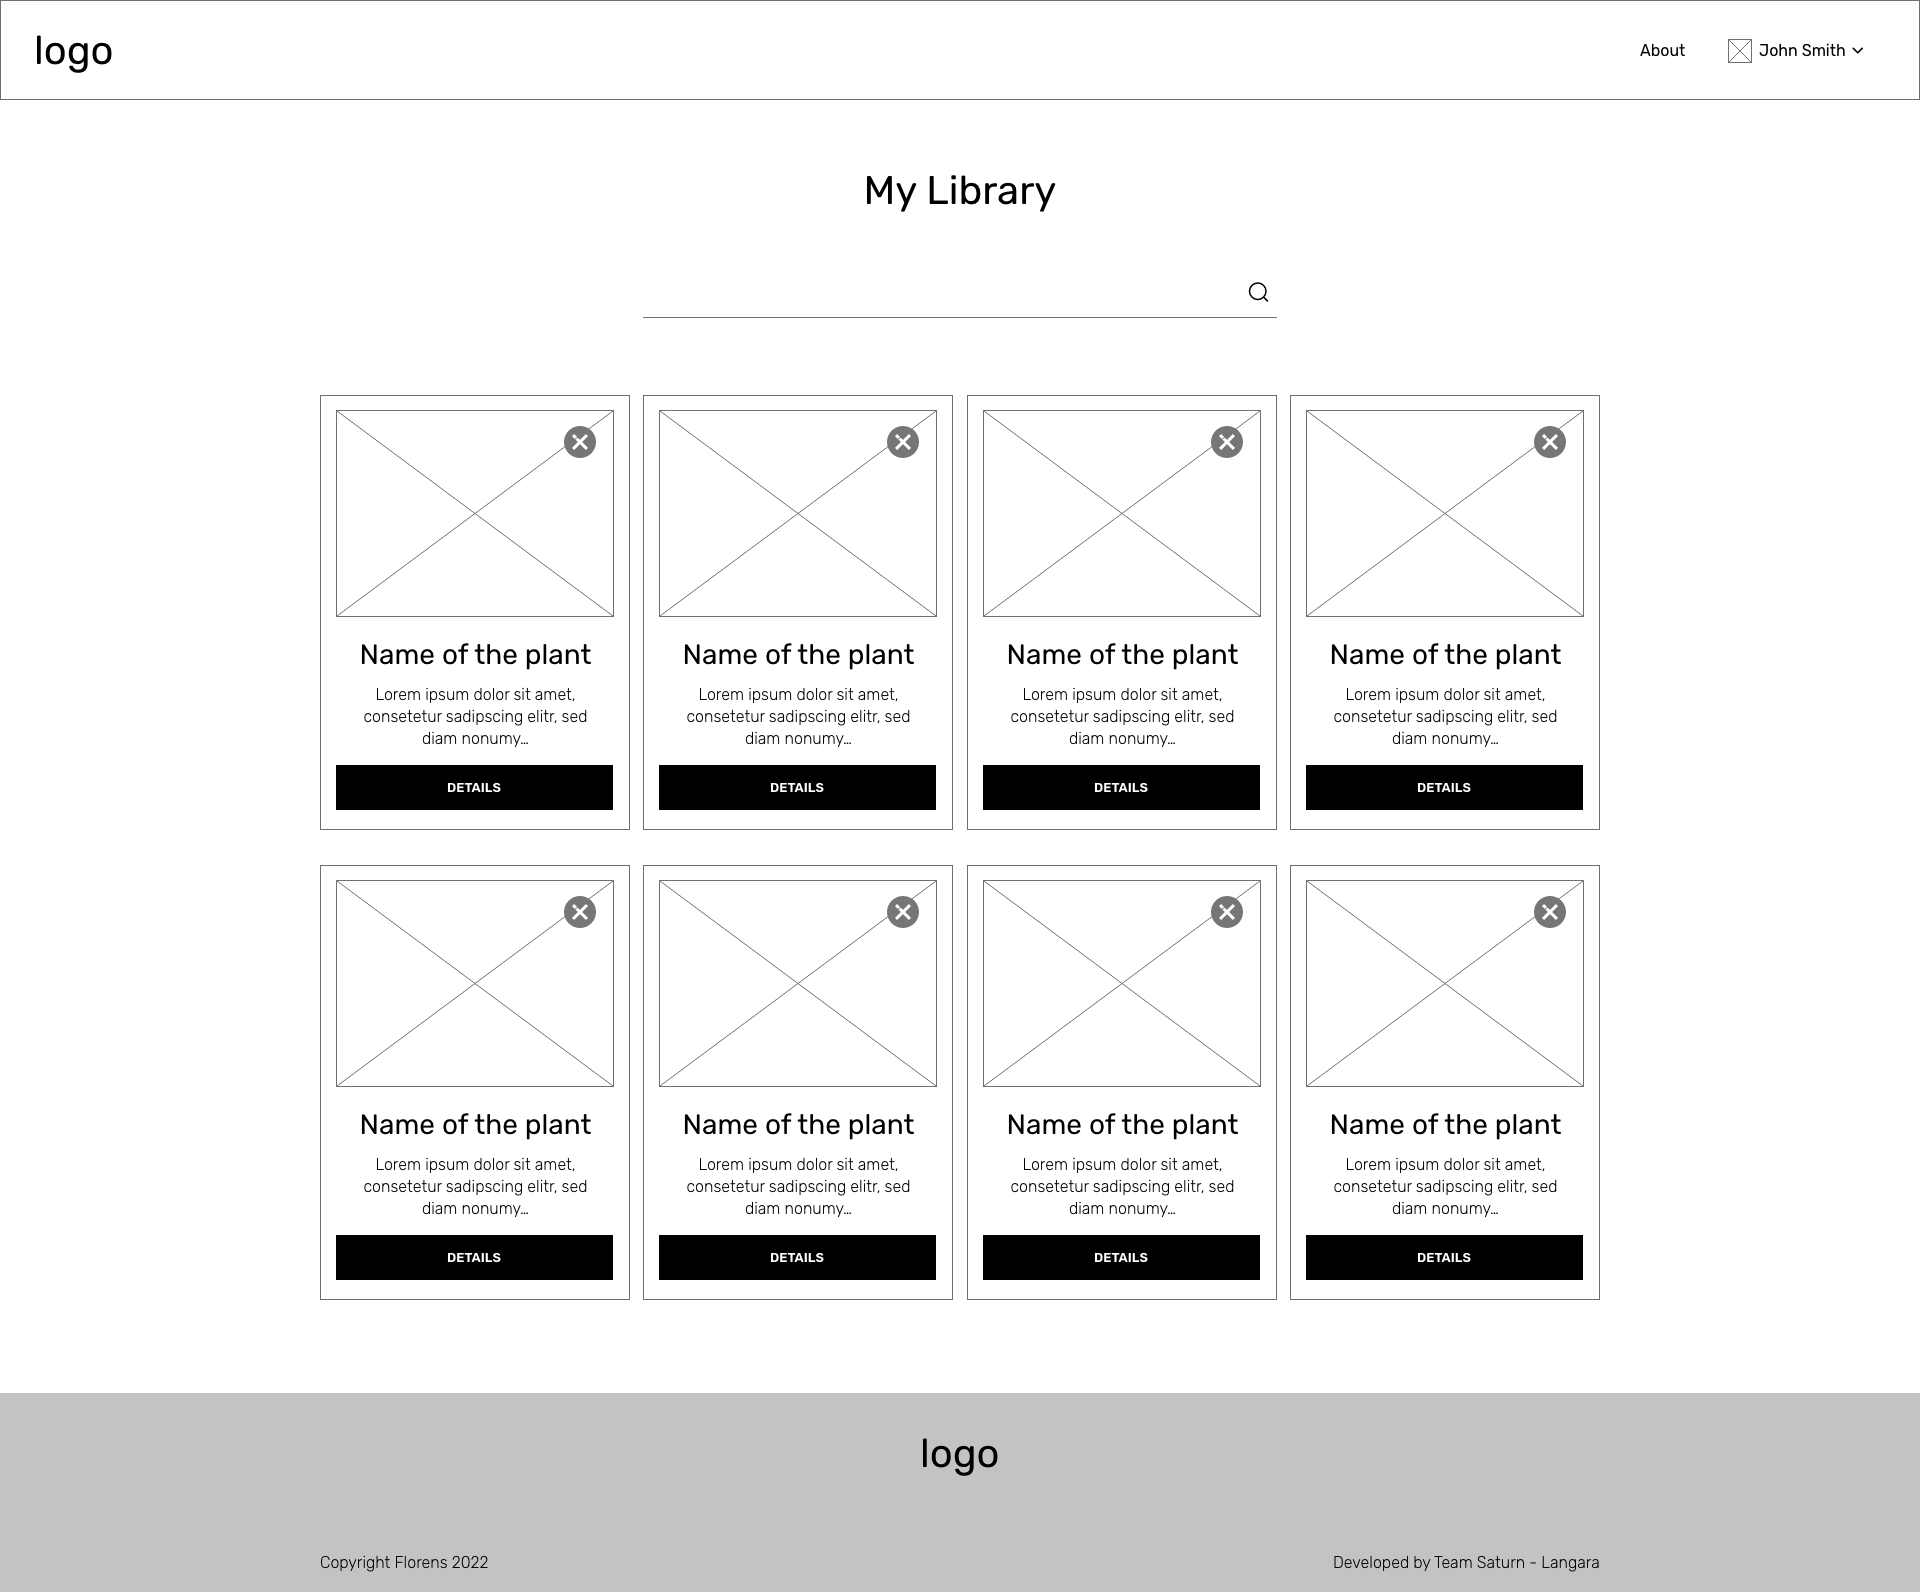 logo
About
John Smith
My Library
Name of the plant
Lorem ipsum dolor sit amet,
consetetur sadipscing elitr, sed
diam nonumy...
DETAILS
Name of the plant
Lorem ipsum dolor sit amet,
consetetur sadipscing elitr, sed
diam nonumy...
DETAILS
Name of the plant
Lorem ipsum dolor sit amet,
consetetur sadipscing elitr, sed
diam nonumy...
DETAILS
Name of the plant
Lorem ipsum dolor sit amet,
consetetur sadipscing elitr, sed
diam nonumy...
DETAILS
Name of the plant
Lorem ipsum dolor sit amet,
consetetur sadipscing elitr, sed
diam nonumy...
DETAILS
Name of the plant
Lorem ipsum dolor sit amet,
consetetur sadipscing elitr, sed
diam nonumy...
DETAILS
Name of the plant
Lorem ipsum dolor sit amet,
consetetur sadipscing elitr, sed
diam nonumy...
DETAILS
Name of the plant
Lorem ipsum dolor sit amet,
consetetur sadipscing elitr, sed
diam nonumy...
DETAILS
logo
Copyright Florens 2022
Developed by Team Saturn - Langara